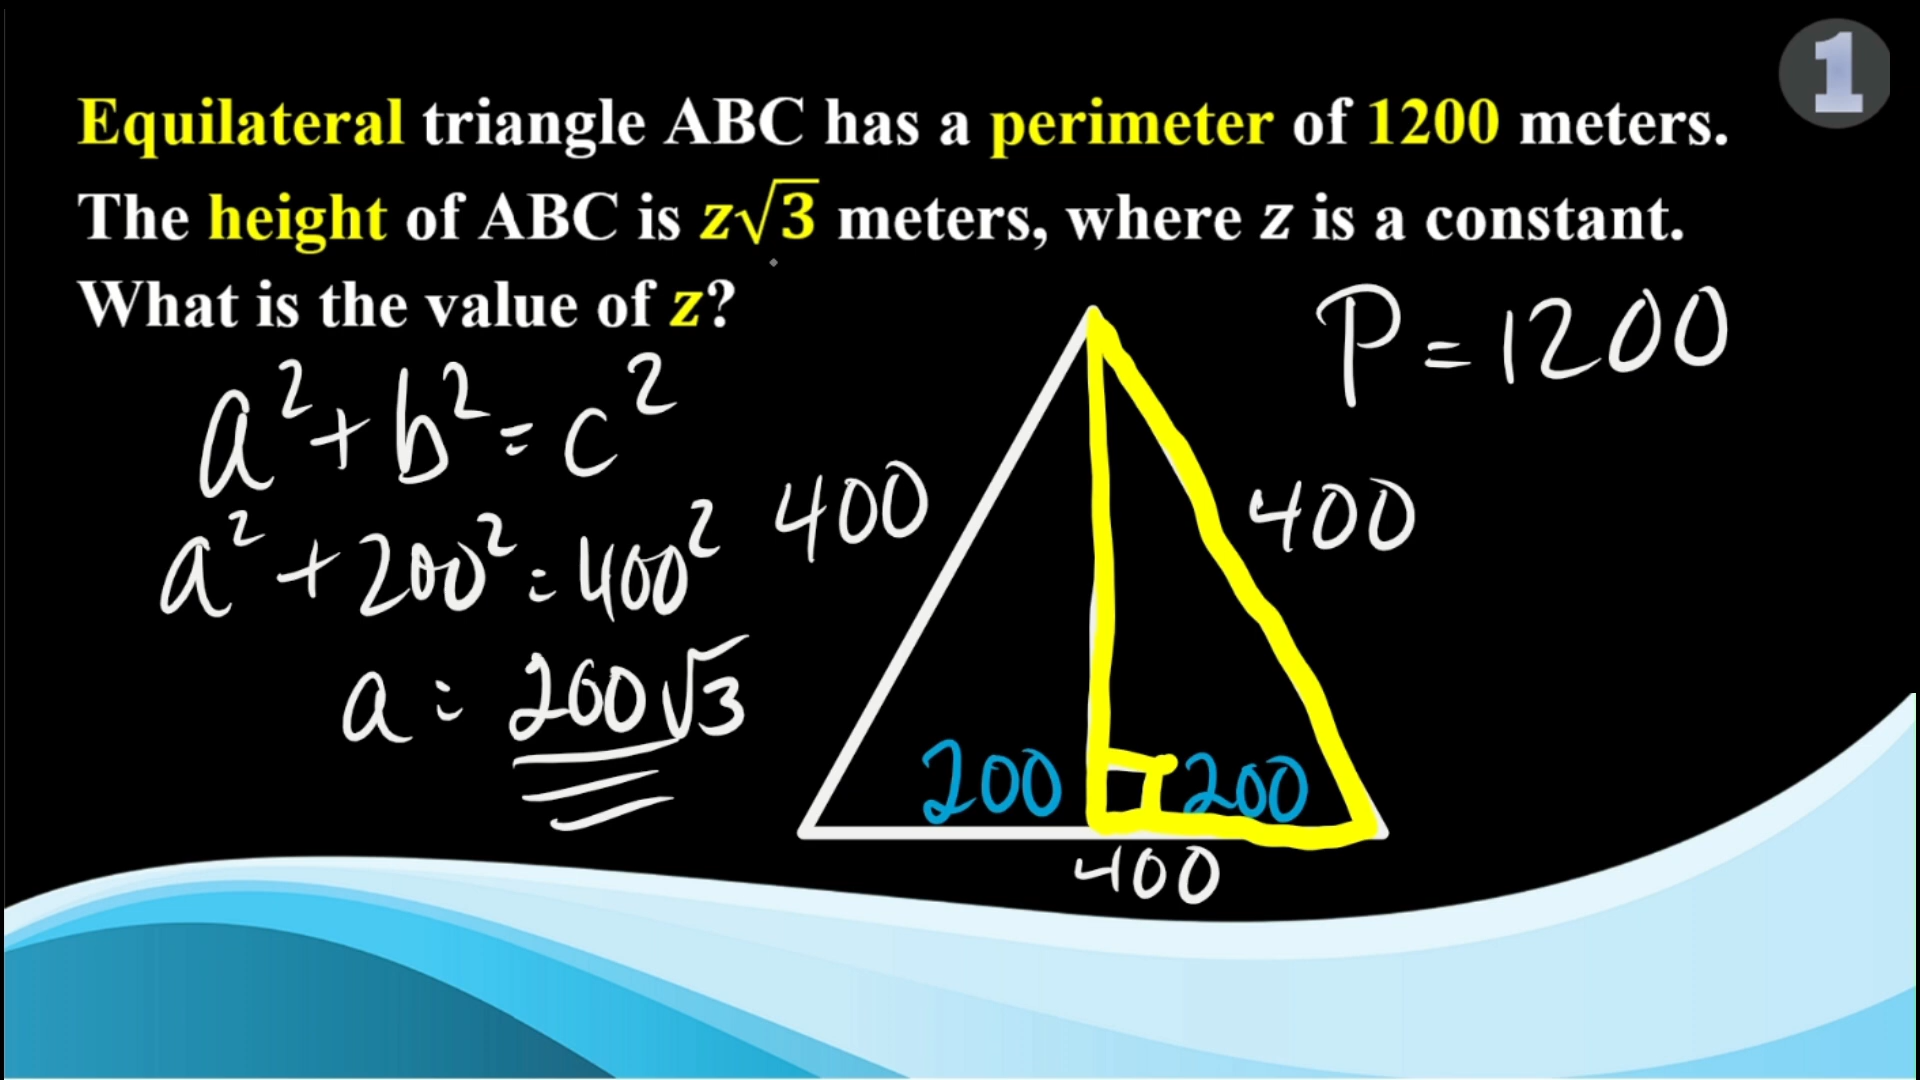 1
Equilateral triangle ABC has a perimeter of 1200 meters.
The height of ABC is z√3 meters, where z is a constant.
What is the value of z?
P = 1200
a² + b² = c²
a² + 200² = 400²
a = 200√3
400
400
200
200
400